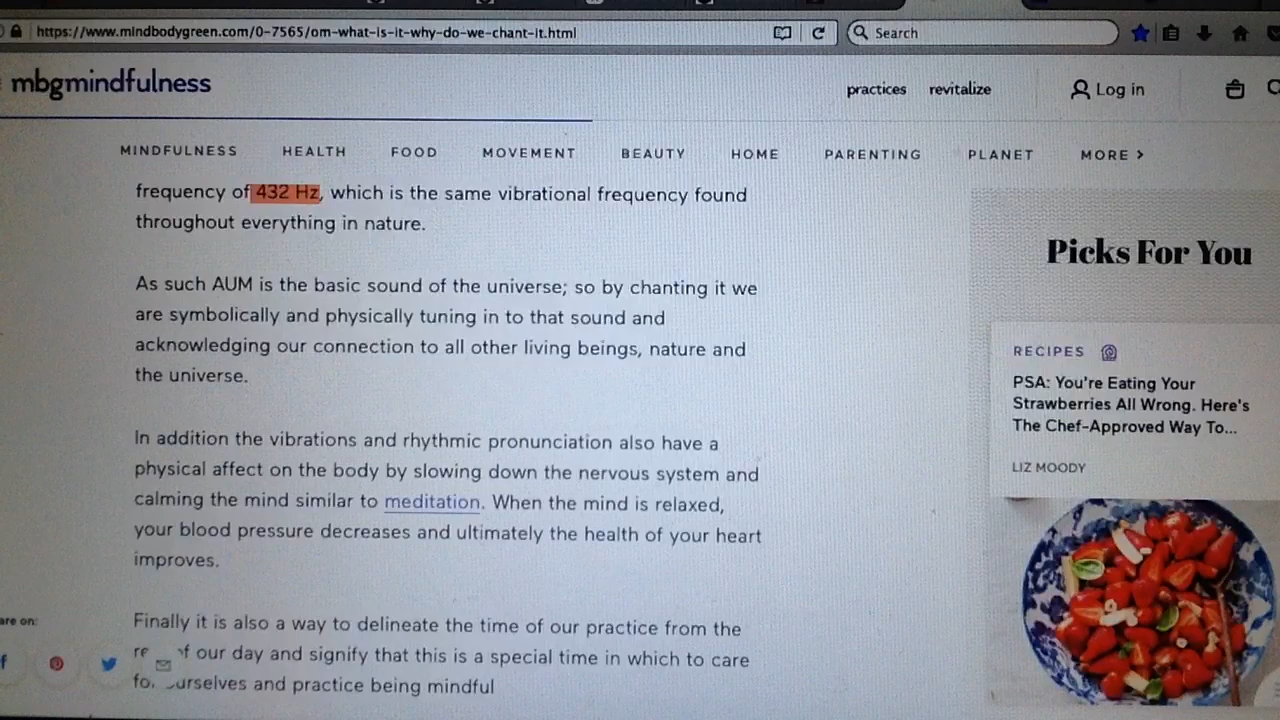 https://www.mindbodygreen.com/0-7565/om-what-is-it-why-do-we-chant-it.html
Search
mbgmindfulness
practices revitalize Log in
MINDFULNESS HEALTH FOOD MOVEMENT BEAUTY HOME PARENTING PLANET MORE >
frequency of 432 Hz, which is the same vibrational frequency found
throughout everything in nature.
As such AUM is the basic sound of the universe; so by chanting it we
are symbolically and physically tuning in to that sound and
acknowledging our connection to all other living beings, nature and
the universe.
In addition the vibrations and rhythmic pronunciation also have a
physical affect on the body by slowing down the nervous system and
calming the mind similar to meditation. When the mind is relaxed,
your blood pressure decreases and ultimately the health of your heart
improves.
Finally it is also a way to delineate the time of our practice from the
of our day and signify that this is a special time in which to care
ourselves and practice being mindful
are on:
Picks For You
RECIPES
PSA: You're Eating Your
Strawberries All Wrong. Here's
The Chef-Approved Way To...
LIZ MOODY